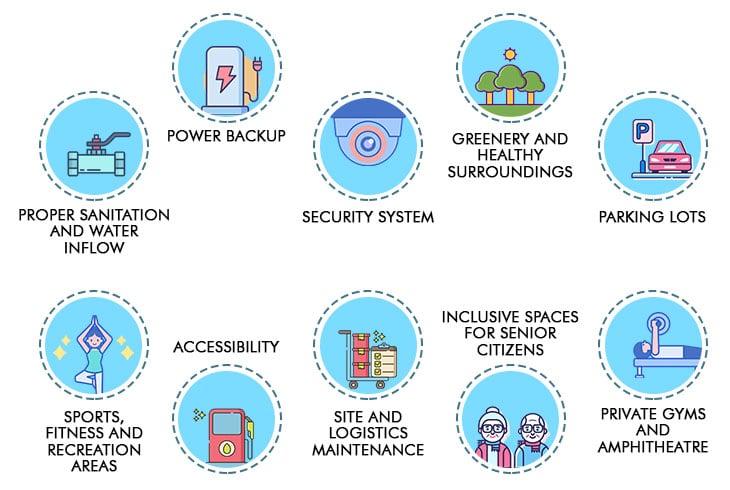 POWER BACKUP
GREENERY AND
HEALTHY
SURROUNDINGS
P
PROPER SANITATION
AND WATER
INFLOW
SECURITY SYSTEM
PARKING LOTS
SPORTS,
FITNESS AND
RECREATION
AREAS
ACCESSIBILITY
SITE AND
LOGISTICS
MAINTENANCE
INCLUSIVE SPACES
FOR SENIOR
CITIZENS
PRIVATE GYMS
AND
AMPHITHEATRE